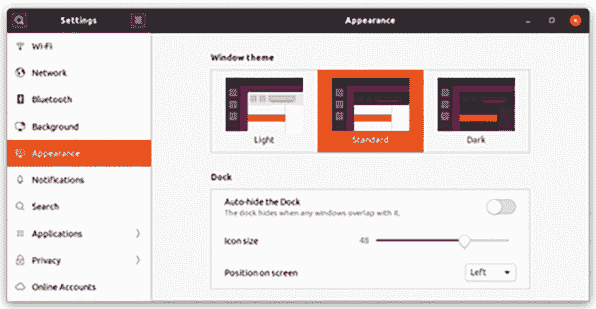 Settings
Appearance
Wi-Fi
Network
Bluetooth
Background
Appearance
Notifications
Search
Applications
Privacy
Online Accounts
Window theme
Light
Standard
Dark
Dock
Auto-hide the Dock
The dock hides when any windows overlap with it.
Icon size
48
Position on screen
Left